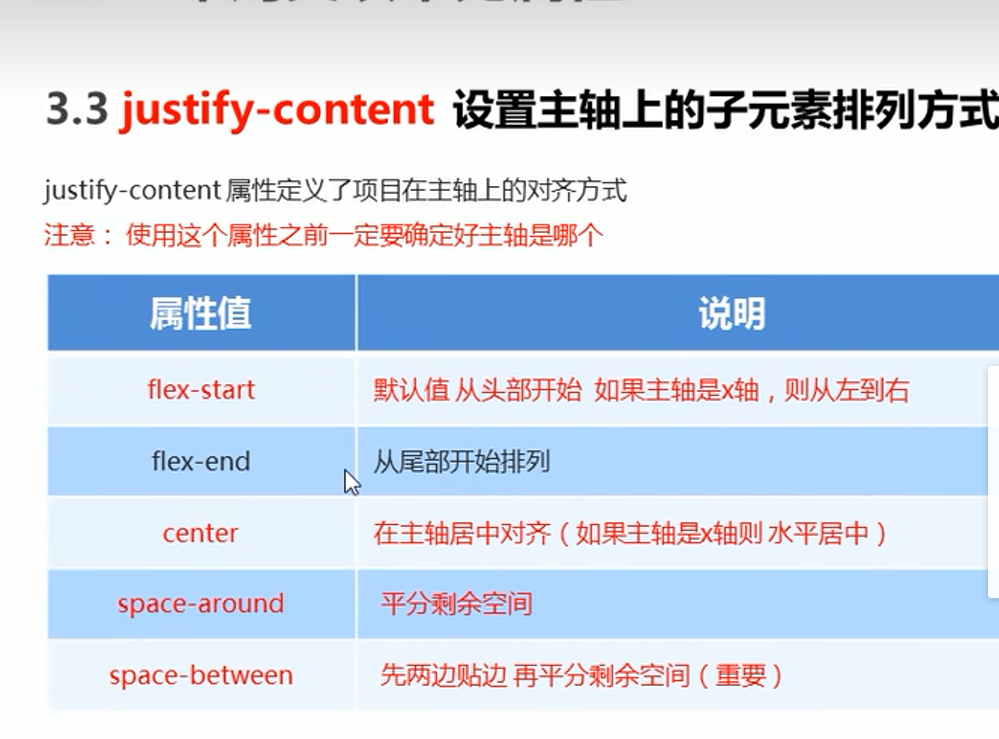 3.3 justify-content 设置主轴上的子元素排列方式
justify-content 属性定义了项目在主轴上的对齐方式
注意： 使用这个属性之前一定要确定好主轴是哪个
属性值 说明
flex-start 默认值 从头部开始 如果主轴是x轴，则从左到右
flex-end 从尾部开始排列
center 在主轴居中对齐（如果主轴是x轴则 水平居中）
space-around 平分剩余空间
space-between 先两边贴边 再平分剩余空间（重要）